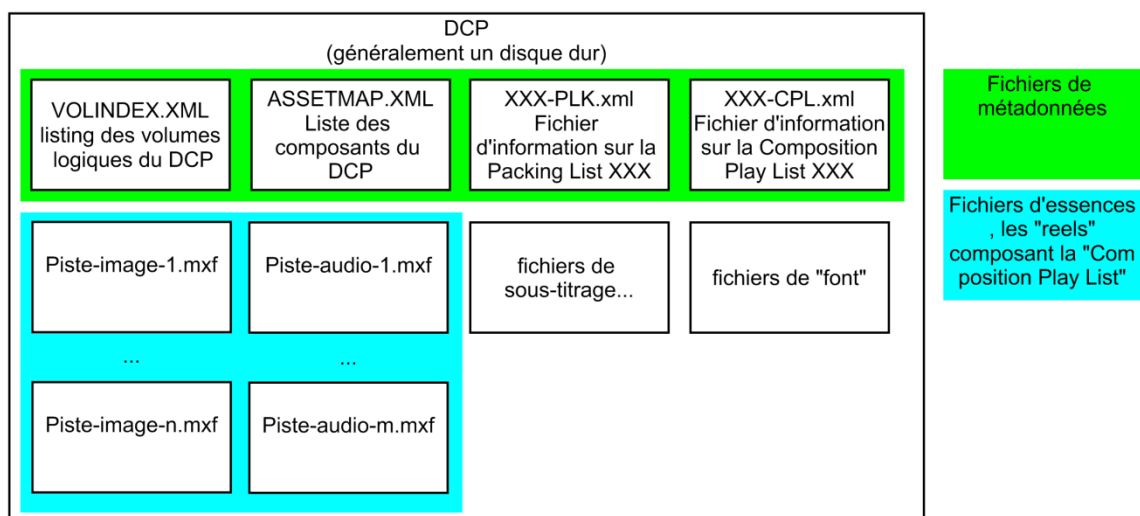 DCP
(généralement un disque dur)
VOLINDEX.XML
listing des volumes
logiques du DCP
ASSETMAP.XML
Liste des
composants du
DCP
XXX-PLK.xml
Fichier
d'information sur la
Packing List XXX
XXX-CPL.xml
Fichier d'information
sur la Composition
Play List XXX
Fichiers de
métadonnées
Piste-image-1.mxf
Piste-audio-1.mxf
fichiers de
sous-titrage...
fichiers de "font"
Fichiers d'essences
, les "reels"
composant la "Com
position Play List"
...
...
Piste-image-n.mxf
Piste-audio-m.mxf